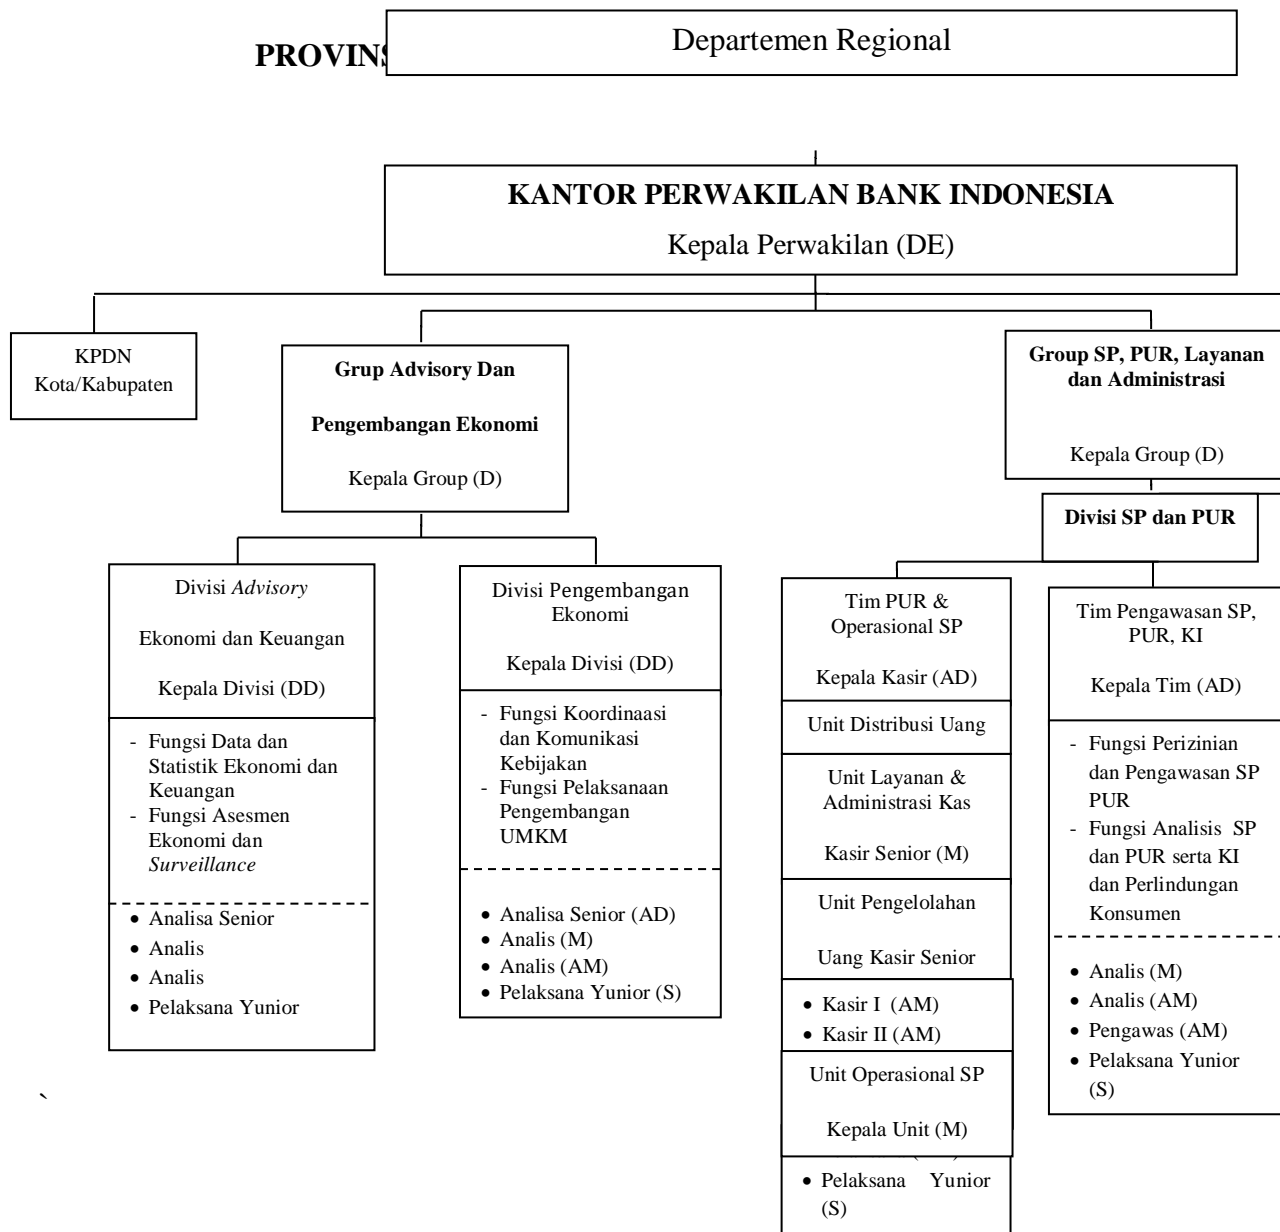 Departemen Regional
PROVINS
KANTOR PERWAKILAN BANK INDONESIA
Kepala Perwakilan (DE)
KPDN
Kota/Kabupaten
Grup Advisory Dan
Pengembangan Ekonomi
Kepala Group (D)
Group SP, PUR, Layanan
dan Administrasi
Kepala Group (D)
Divisi SP dan PUR
Divisi Advisory
Ekonomi dan Keuangan
Kepala Divisi (DD)
- Fungsi Data dan
Statistik Ekonomi dan
Keuangan
- Fungsi Asesmen
Ekonomi dan
Surveillance
• Analisa Senior
• Analis
• Analis
• Pelaksana Yunior
Divisi Pengembangan
Ekonomi
Kepala Divisi (DD)
- Fungsi Koordinaasi
dan Komunikasi
Kebijakan
- Fungsi Pelaksanaan
Pengembangan
UMKM
• Analisa Senior (AD)
• Analis (M)
• Analis (AM)
• Pelaksana Yunior (S)
Tim PUR &
Operasional SP
Kepala Kasir (AD)
Unit Distribusi Uang
Unit Layanan &
Administrasi Kas
Kasir Senior (M)
Unit Pengelolahan
Uang Kasir Senior
• Kasir I (AM)
• Kasir II (AM)
Unit Operasional SP
Kepala Unit (M)
• Pelaksana Yunior
(S)
Tim Pengawasan SP,
PUR, KI
Kepala Tim (AD)
- Fungsi Perizinian
dan Pengawasan SP
PUR
- Fungsi Analisis SP
dan PUR serta KI
dan Perlindungan
Konsumen
• Analis (M)
• Analis (AM)
• Pengawas (AM)
• Pelaksana Yunior
(S)
`